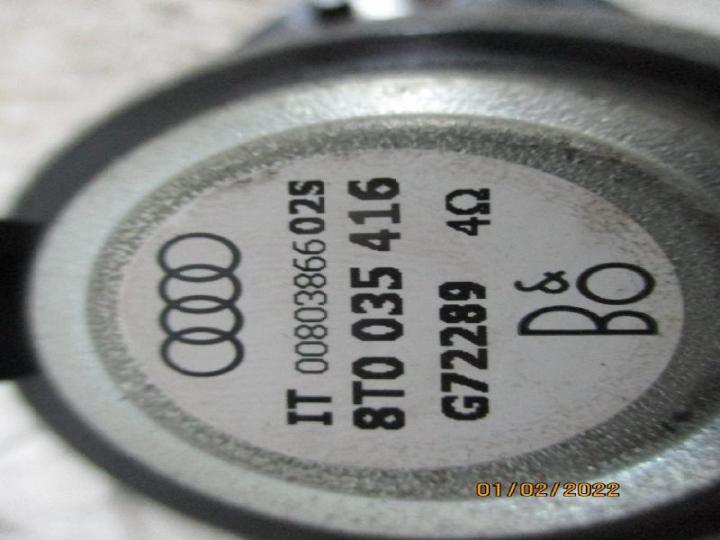 IT 0080386602S
8T0 035 416
G72289 4Ω
B&O
01/02/2022